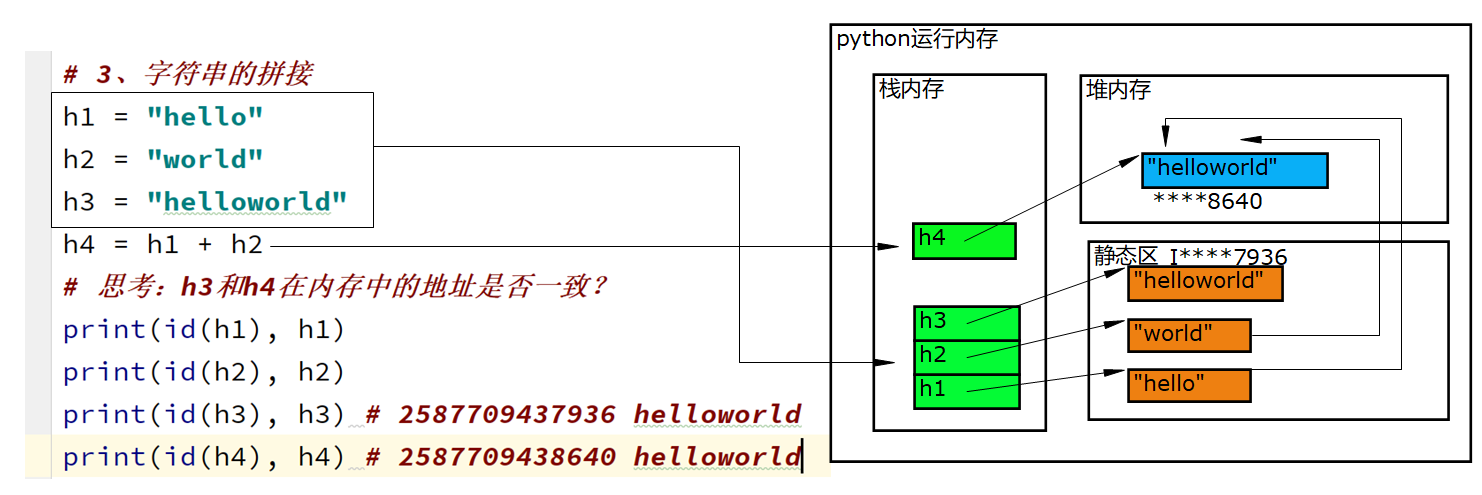 # 3、字符串的拼接
h1 = "hello"
h2 = "world"
h3 = "helloworld"
h4 = h1 + h2
# 思考：h3和h4在内存中的地址是否一致？
print(id(h1), h1)
print(id(h2), h2)
print(id(h3), h3) # 2587709437936 helloworld
print(id(h4), h4) # 2587709438640 helloworld
python运行内存
栈内存
h4
h3
h2
h1
堆内存
"helloworld"
****8640
静态区 I****7936
"helloworld"
"world"
"hello"